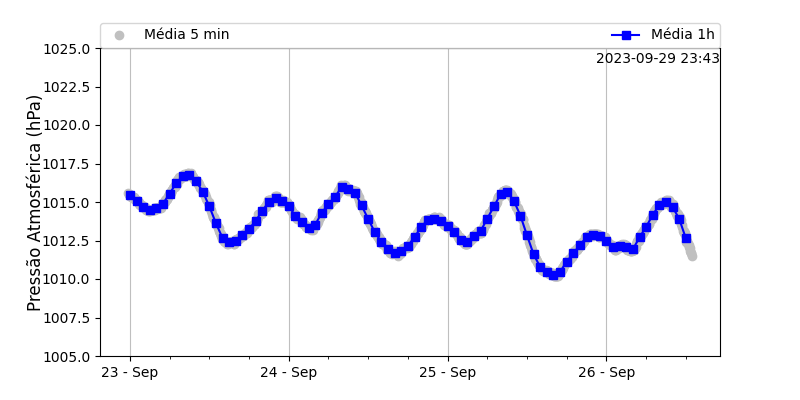 Média 5 min
Média 1h
2023-09-29 23:43
Pressão Atmosférica (hPa)
1025.0
1022.5
1020.0
1017.5
1015.0
1012.5
1010.0
1007.5
1005.0
23 - Sep
24 - Sep
25 - Sep
26 - Sep